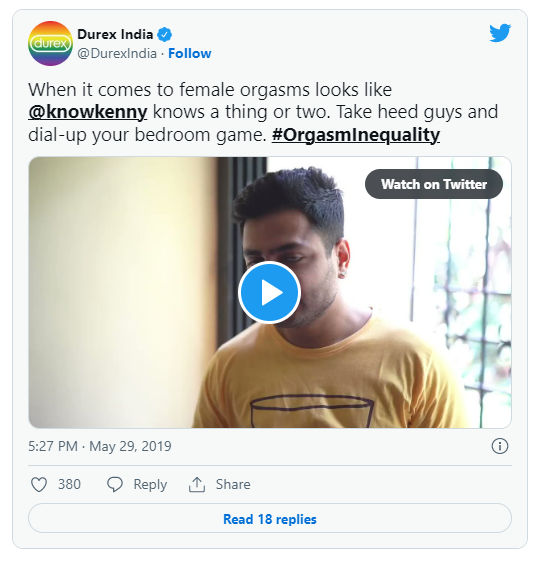 durex
Durex India
@DurexIndia · Follow
When it comes to female orgasms looks like
@knowkenny knows a thing or two. Take heed guys and
dial-up your bedroom game. #OrgasmInequality
Watch on Twitter
5:27 PM · May 29, 2019
380 Reply Share
Read 18 replies